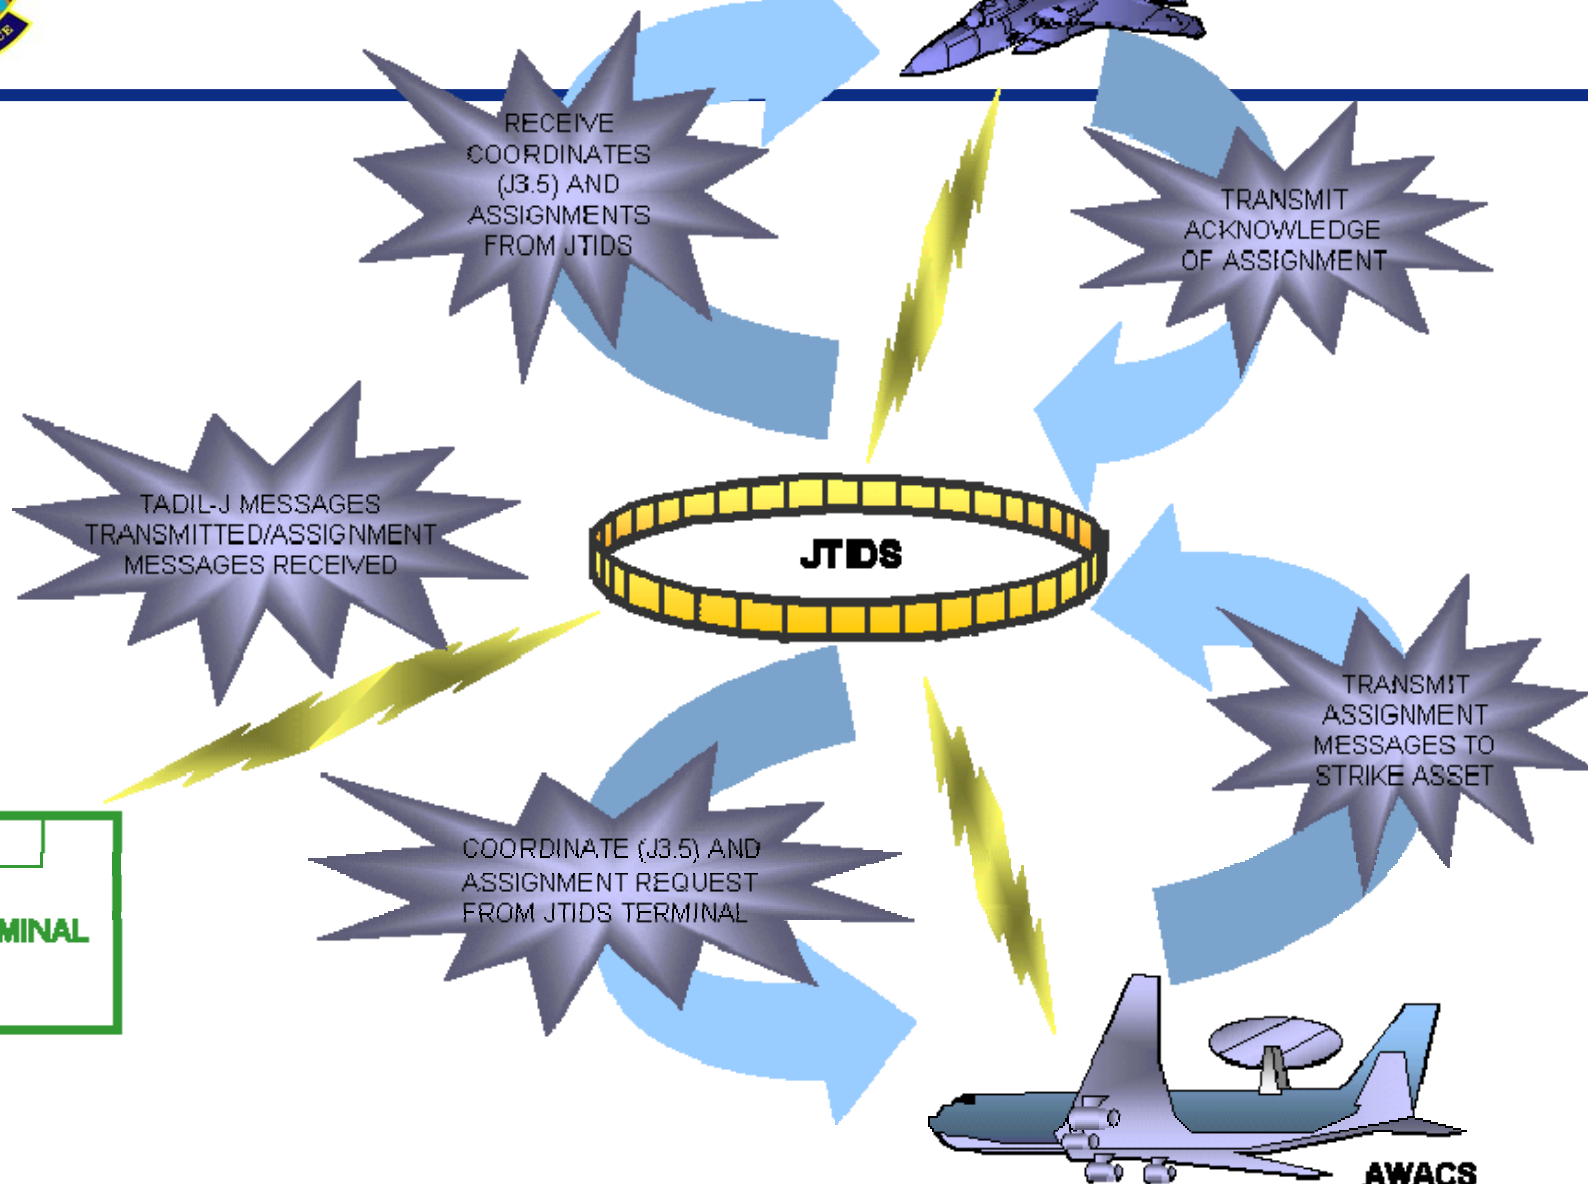 RECEIVE
COORDINATES
(J3.5) AND
ASSIGNMENTS
FROM JTIDS
TRANSMIT
ACKNOWLEDGE
OF ASSIGNMENT
TADIL-J MESSAGES
TRANSMITTED/ASSIGNMENT
MESSAGES RECEIVED
JTIDS
TRANSMIT
ASSIGNMENT
MESSAGES TO
STRIKE ASSET
COORDINATE (J3.5) AND
ASSIGNMENT REQUEST
FROM JTIDS TERMINAL
MINAL
AWACS